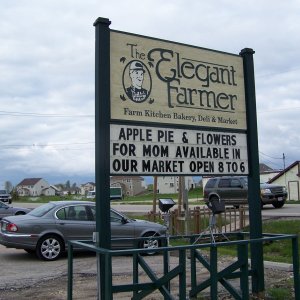 The
Elegant
Farmer
Farm Kitchen Bakery, Deli & Market
APPLE PIE & FLOWERS
FOR MOM AVAILABLE IN
OUR MARKET OPEN 8 TO 6